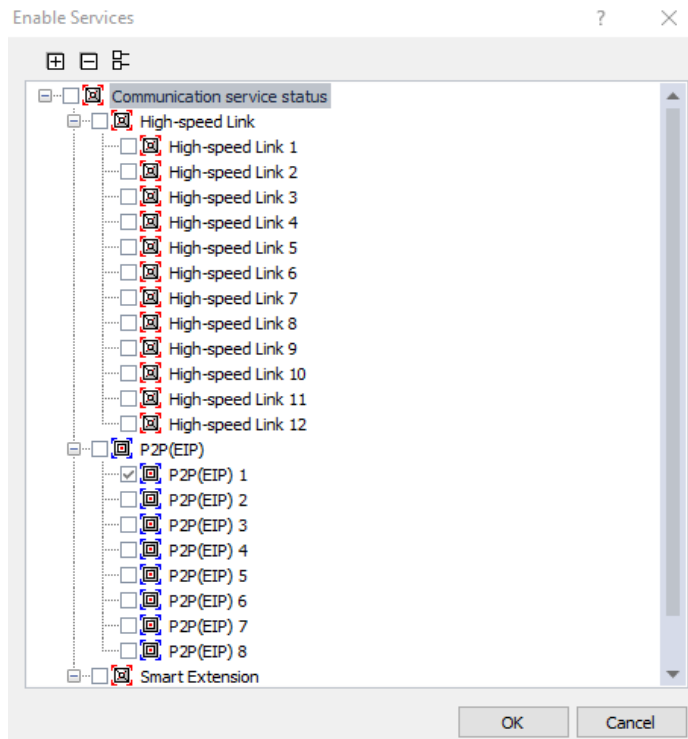 Enable Services
Communication service status
High-speed Link
High-speed Link 1
High-speed Link 2
High-speed Link 3
High-speed Link 4
High-speed Link 5
High-speed Link 6
High-speed Link 7
High-speed Link 8
High-speed Link 9
High-speed Link 10
High-speed Link 11
High-speed Link 12
P2P(EIP)
P2P(EIP) 1
P2P(EIP) 2
P2P(EIP) 3
P2P(EIP) 4
P2P(EIP) 5
P2P(EIP) 6
P2P(EIP) 7
P2P(EIP) 8
Smart Extension
OK Cancel